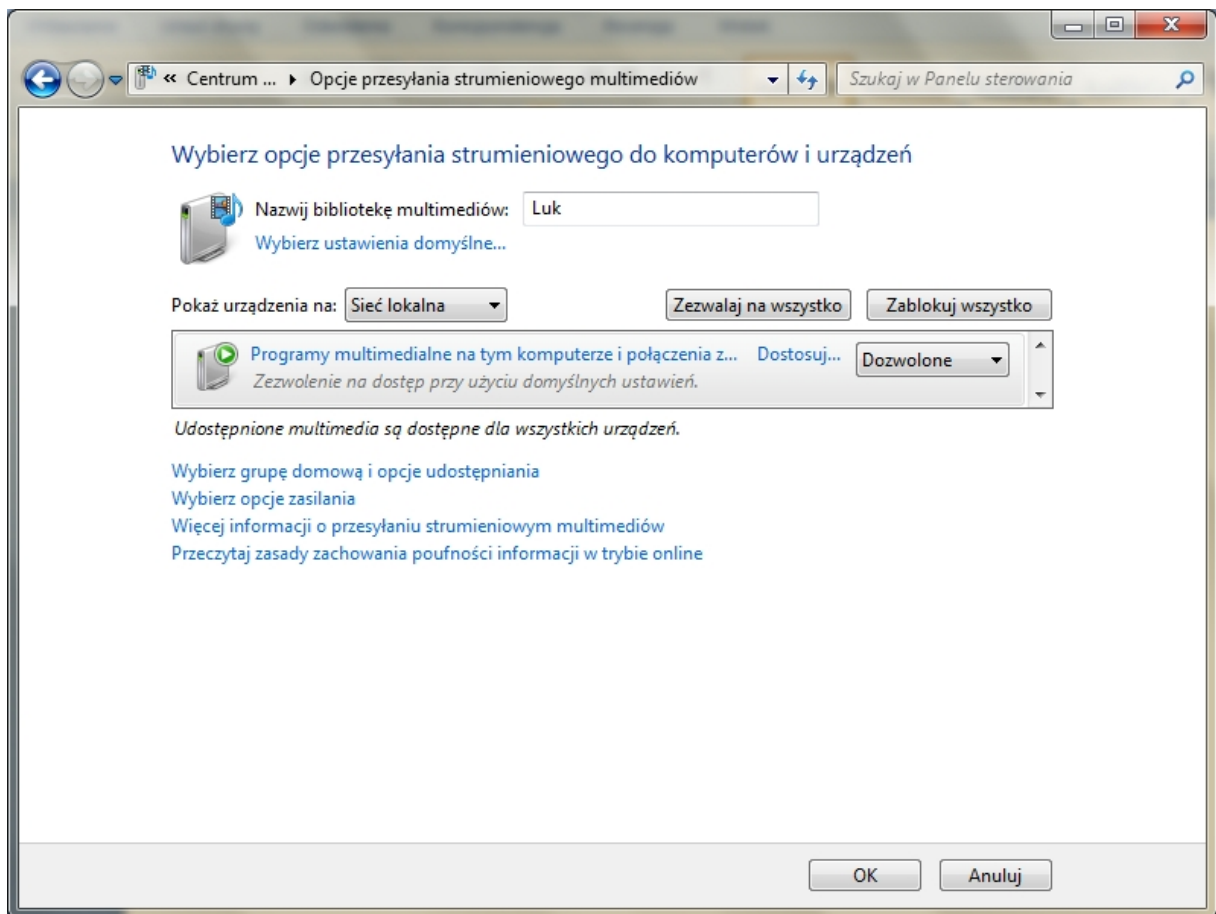 « Centrum ... Opcje przesyłania strumieniowego multimediów Szukaj w Panelu sterowania
Wybierz opcje przesyłania strumieniowego do komputerów i urządzeń
Nazwij bibliotekę multimediów: Luk
Wybierz ustawienia domyślne...
Pokaż urządzenia na: Sieć lokalna Zezwalaj na wszystko Zablokuj wszystko
Programy multimedialne na tym komputerze i połączenia z... Dostosuj... Dozwolone
Zezwolenie na dostęp przy użyciu domyślnych ustawień.
Udostępnione multimedia są dostępne dla wszystkich urządzeń.
Wybierz grupę domową i opcje udostępniania
Wybierz opcje zasilania
Więcej informacji o przesyłaniu strumieniowym multimediów
Przeczytaj zasady zachowania poufności informacji w trybie online
OK Anuluj